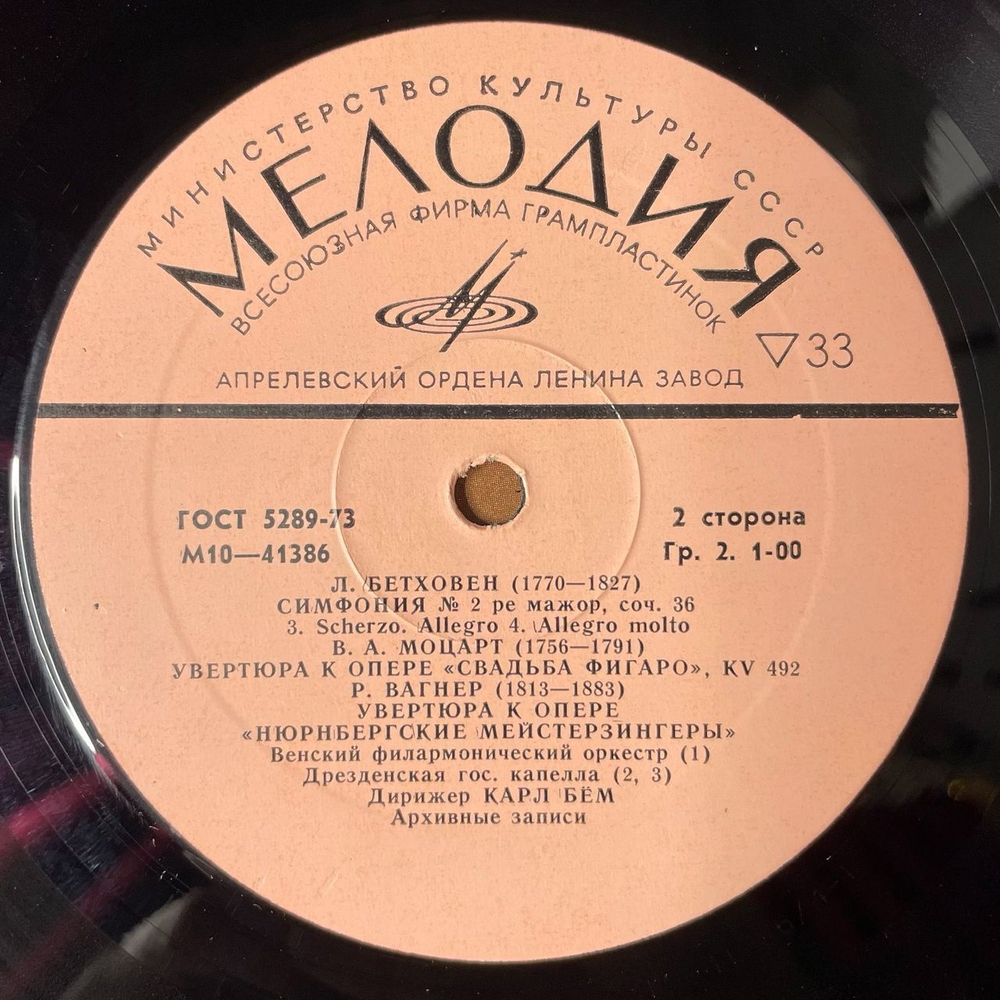 МИНИСТЕРСТВО КУЛЬТУРЫ СССР
МЕЛОДИЯ
ВСЕСОЮЗНАЯ ФИРМА ГРАМПЛАСТИНОК
▽33
АПРЕЛЕВСКИЙ ОРДЕНА ЛЕНИНА ЗАВОД
ГОСТ 5289-73
2 сторона
М10—41386
Гр. 2. 1-00
Л. БЕТХОВЕН (1770—1827)
СИМФОНИЯ № 2 ре мажор, соч. 36
3. Scherzo. Allegro 4. Allegro molto
В. А. МОЦАРТ (1756—1791)
УВЕРТЮРА К ОПЕРЕ «СВАДЬБА ФИГАРО», KV 492
Р. ВАГНЕР (1813—1883)
УВЕРТЮРА К ОПЕРЕ
«НЮРНБЕРГСКИЕ МЕЙСТЕРЗИНГЕРЫ»
Венский филармонический оркестр (1)
Дрезденская гос. капелла (2, 3)
Дирижер КАРЛ БЁМ
Архивные записи